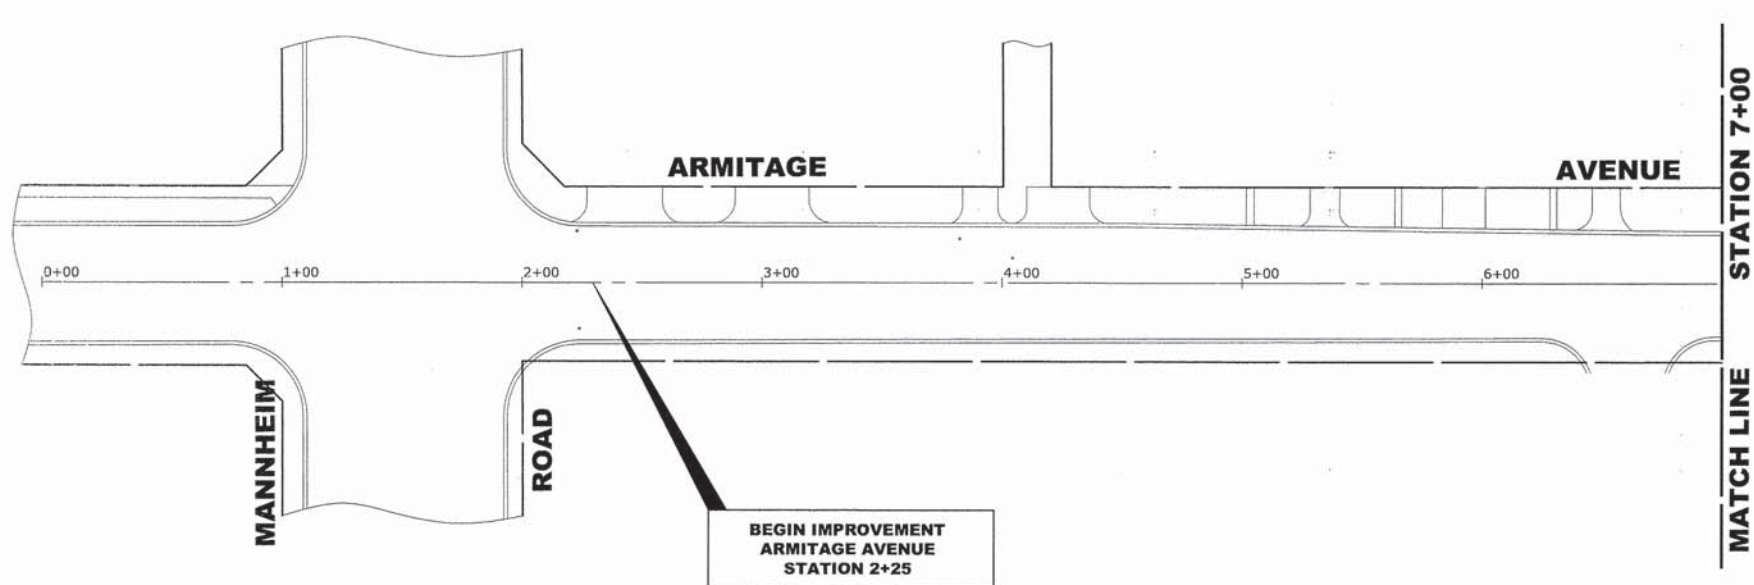 ARMITAGE
AVENUE
STATION 7+00
0+00
1+00
2+00
3+00
4+00
5+00
6+00
MANNHEIM
ROAD
MATCH LINE
BEGIN IMPROVEMENT
ARMITAGE AVENUE
STATION 2+25